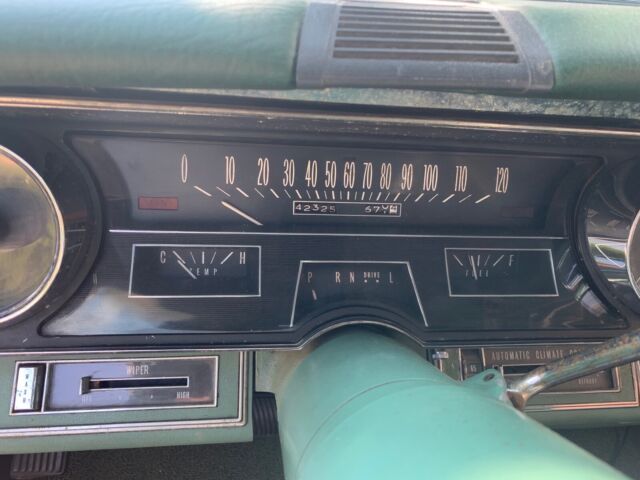 0 10 20 30 40 50 60 70 80 90 100 110 120
42325
C H
TEMP
P R N DRIVE L
F
FUEL
WIPER
OFF HIGH
AUTOMATIC CLIMATE
DEFROST